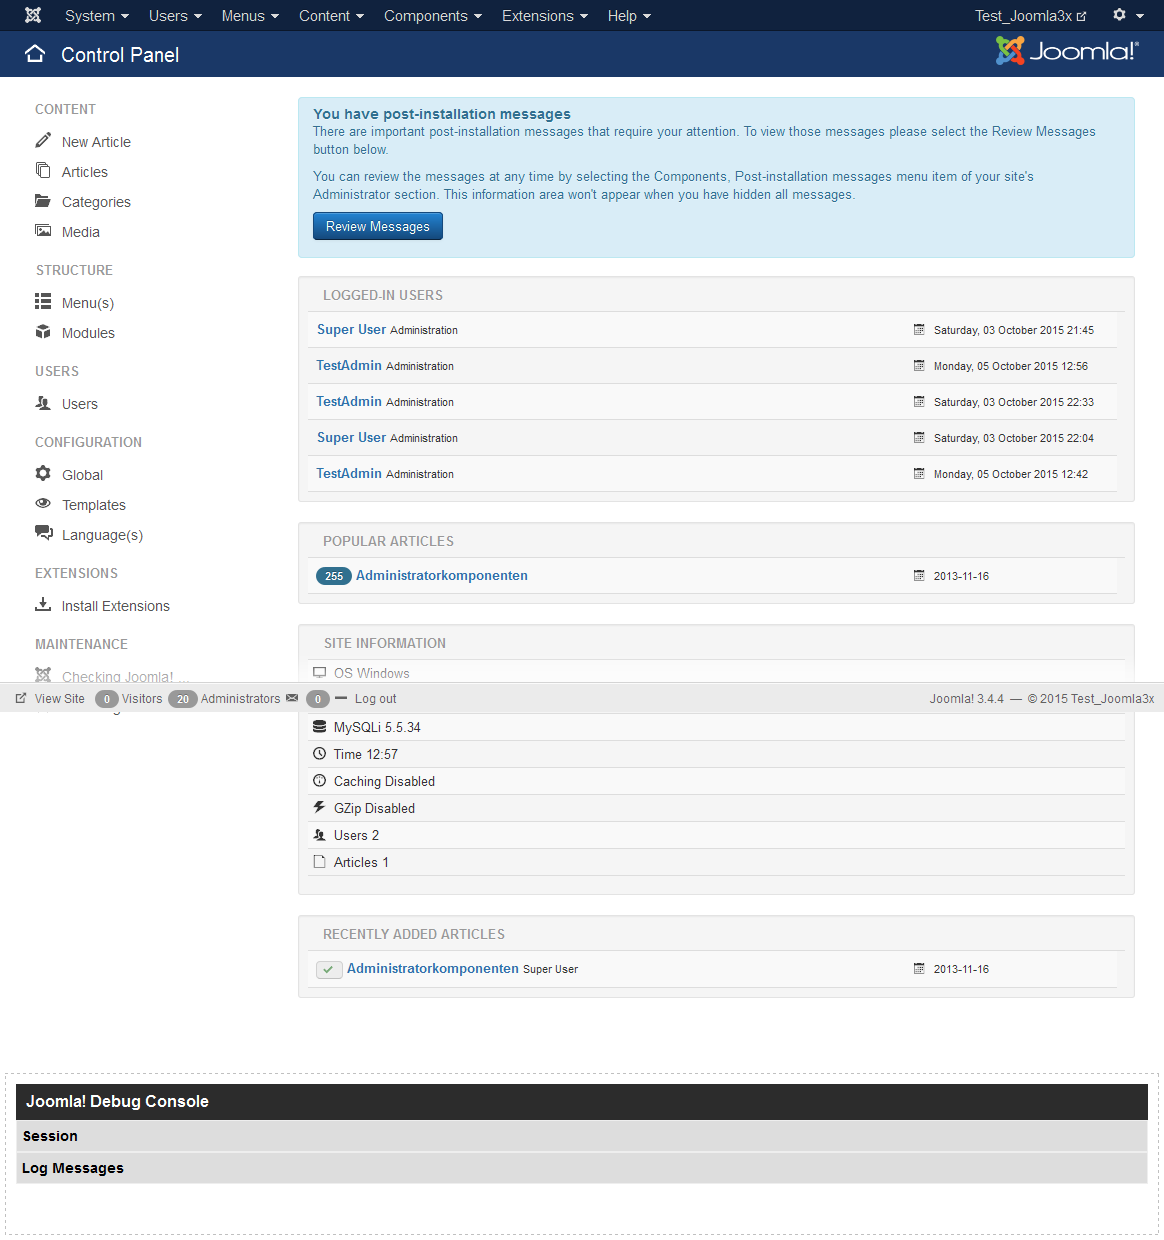 System Users Menus Content Components Extensions Help Test_Joomla3x
Control Panel Joomla!®
CONTENT
New Article
Articles
Categories
Media
STRUCTURE
Menu(s)
Modules
USERS
Users
CONFIGURATION
Global
Templates
Language(s)
EXTENSIONS
Install Extensions
MAINTENANCE
Checking Joomla! ...
You have post-installation messages
There are important post-installation messages that require your attention. To view those messages please select the Review Messages
button below.
You can review the messages at any time by selecting the Components, Post-installation messages menu item of your site's
Administrator section. This information area won't appear when you have hidden all messages.
Review Messages
LOGGED-IN USERS
Super User Administration Saturday, 03 October 2015 21:45
TestAdmin Administration Monday, 05 October 2015 12:56
TestAdmin Administration Saturday, 03 October 2015 22:33
Super User Administration Saturday, 03 October 2015 22:04
TestAdmin Administration Monday, 05 October 2015 12:42
POPULAR ARTICLES
255 Administratorkomponenten 2013-11-16
SITE INFORMATION
OS Windows
View Site 0 Visitors 20 Administrators 0 Log out Joomla! 3.4.4 — © 2015 Test_Joomla3x
MySQLi 5.5.34
Time 12:57
Caching Disabled
GZip Disabled
Users 2
Articles 1
RECENTLY ADDED ARTICLES
Administratorkomponenten Super User 2013-11-16
Joomla! Debug Console
Session
Log Messages